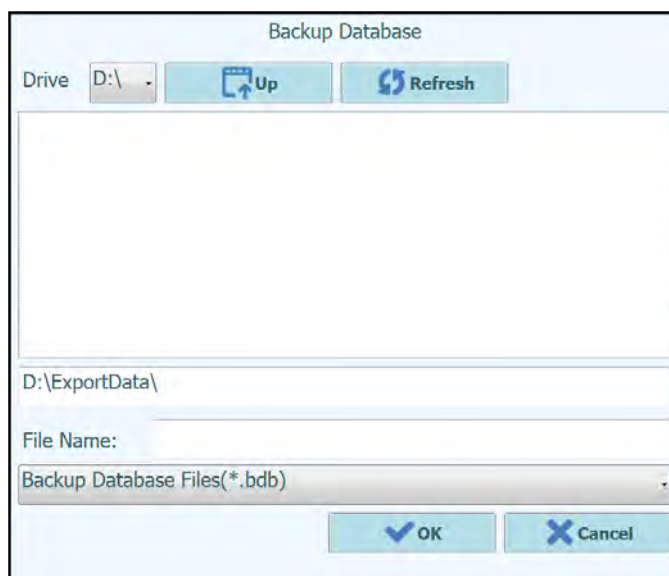 Backup Database
Drive D:\ Up Refresh
D:\ExportData\
File Name:
Backup Database Files(*.bdb)
OK Cancel